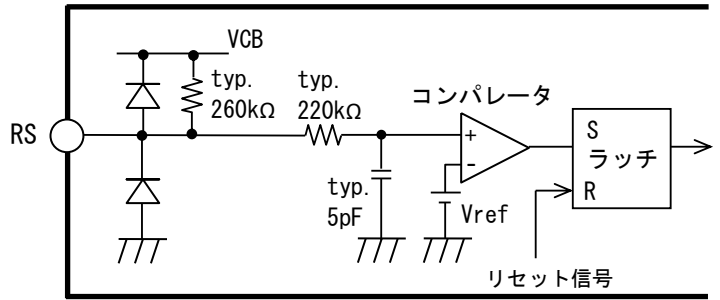 VCB
typ.
260kΩ
typ.
220kΩ
コンパレータ
RS
+
-
S
ラッチ
R
typ.
5pF
Vref
リセット信号